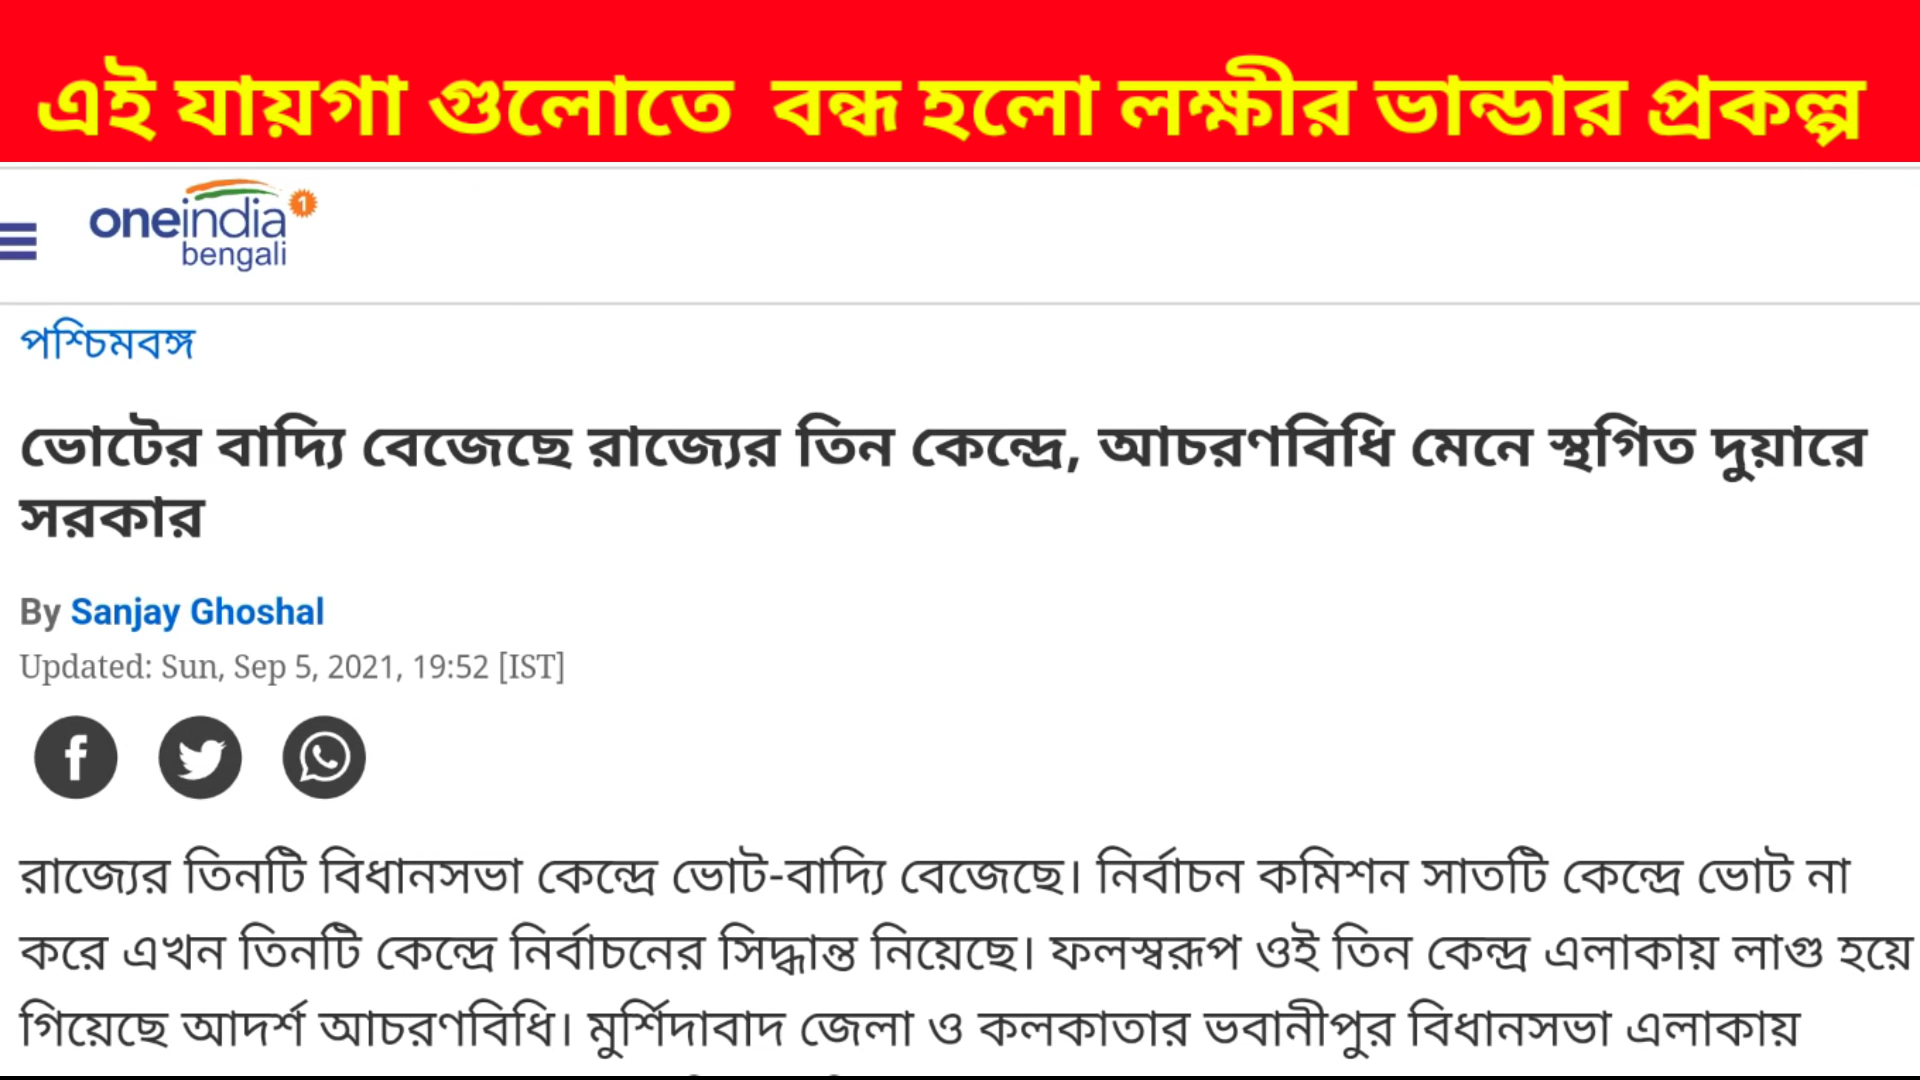 এই যায়গা গুলোতে বন্ধ হলো লক্ষীর ভান্ডার প্রকল্প
oneindia 1
bengali
পশ্চিমবঙ্গ
ভোটের বাদ্যি বেজেছে রাজ্যের তিন কেন্দ্রে, আচরণবিধি মেনে স্থগিত দুয়ারে
সরকার
By Sanjay Ghoshal
Updated: Sun, Sep 5, 2021, 19:52 [IST]
রাজ্যের তিনটি বিধানসভা কেন্দ্রে ভোট-বাদ্যি বেজেছে। নির্বাচন কমিশন সাতটি কেন্দ্রে ভোট না
করে এখন তিনটি কেন্দ্রে নির্বাচনের সিদ্ধান্ত নিয়েছে। ফলস্বরূপ ওই তিন কেন্দ্র এলাকায় লাগু হয়ে
গিয়েছে আদর্শ আচরণবিধি। মুর্শিদাবাদ জেলা ও কলকাতার ভবানীপুর বিধানসভা এলাকায়